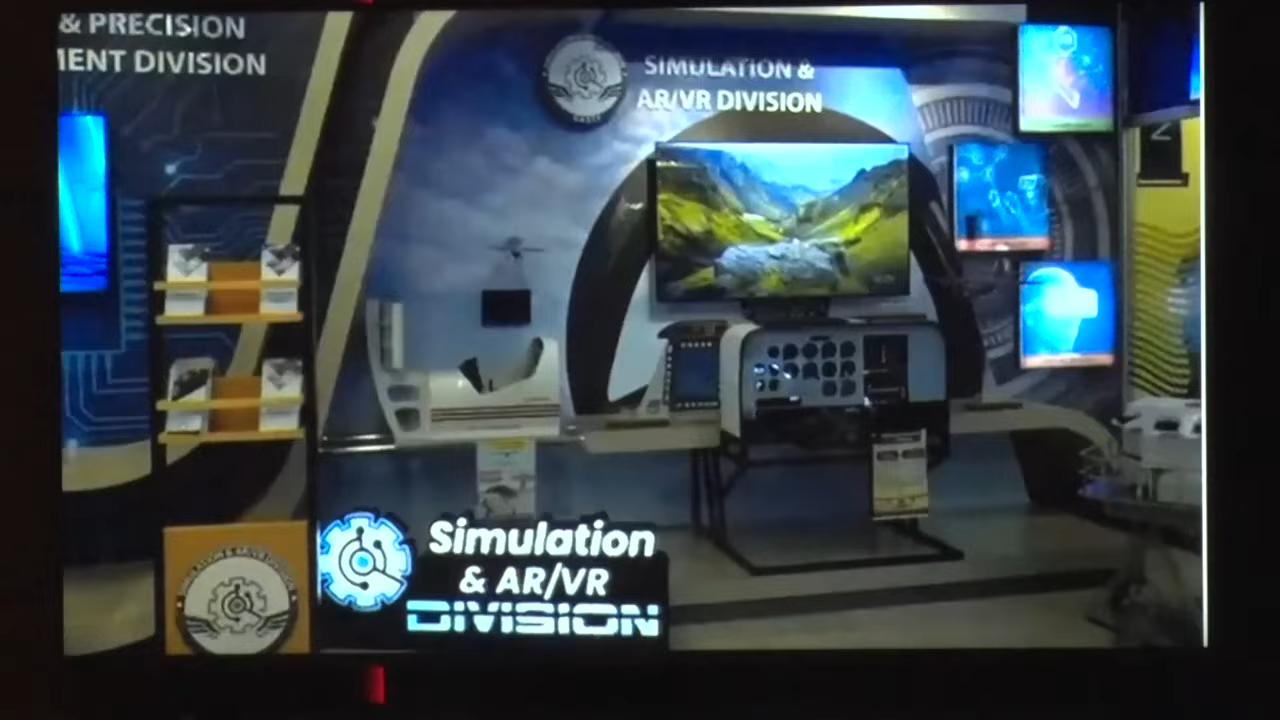 & PRECISION
MENT DIVISION
SIMULATION &
AR/VR DIVISION
Simulation
& AR/VR
DIVISION